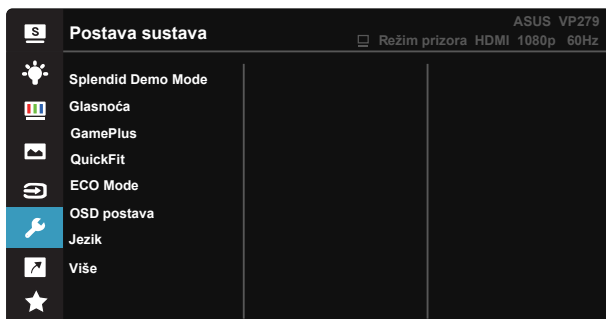 S
Postava sustava
ASUS VP279
Režim prizora HDMI 1080p 60Hz
Splendid Demo Mode
Glasnoća
GamePlus
QuickFit
ECO Mode
OSD postava
Jezik
Više